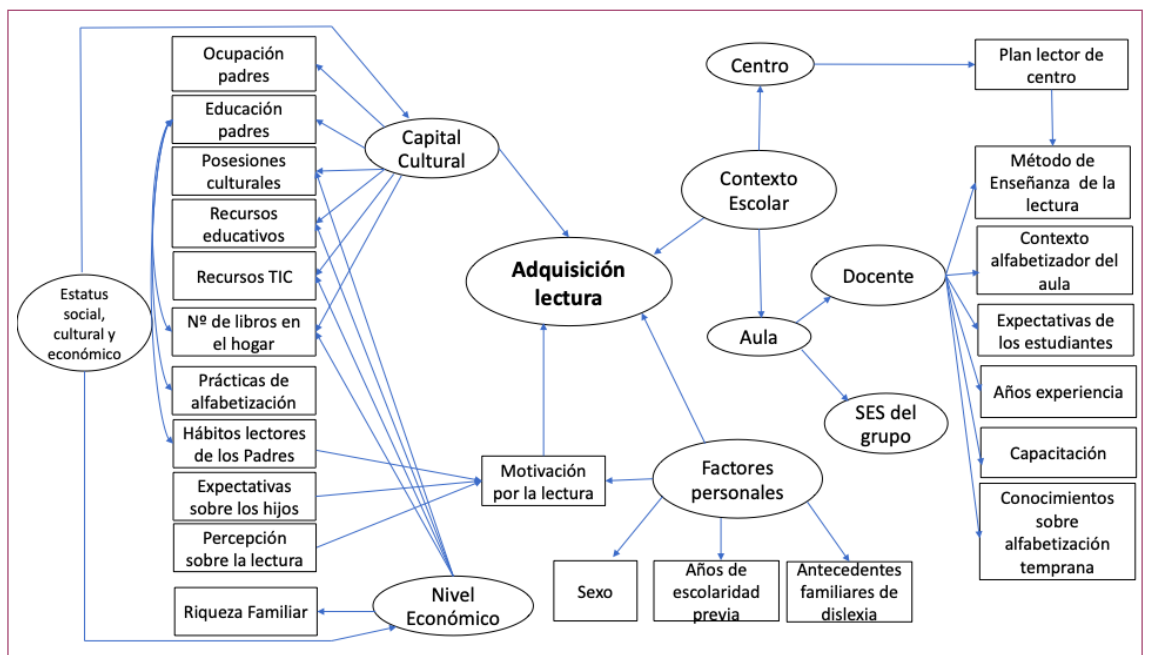 Ocupación
padres
Educación
padres
Posesiones
culturales
Recursos
educativos
Recursos TIC
Nº de libros en
el hogar
Prácticas de
alfabetización
Hábitos lectores
de los Padres
Expectativas
sobre los hijos
Percepción
sobre la lectura
Riqueza Familiar
Estatus
social,
cultural y
económico
Capital
Cultural
Adquisición
lectura
Motivación
por la lectura
Nivel
Económico
Centro
Contexto
Escolar
Aula
Docente
SES del
grupo
Factores
personales
Sexo
Años de
escolaridad
previa
Antecedentes
familiares de
dislexia
Plan lector de
centro
Método de
Enseñanza de la
lectura
Contexto
alfabetizador del
aula
Expectativas de
los estudiantes
Años experiencia
Capacitación
Conocimientos
sobre
alfabetización
temprana